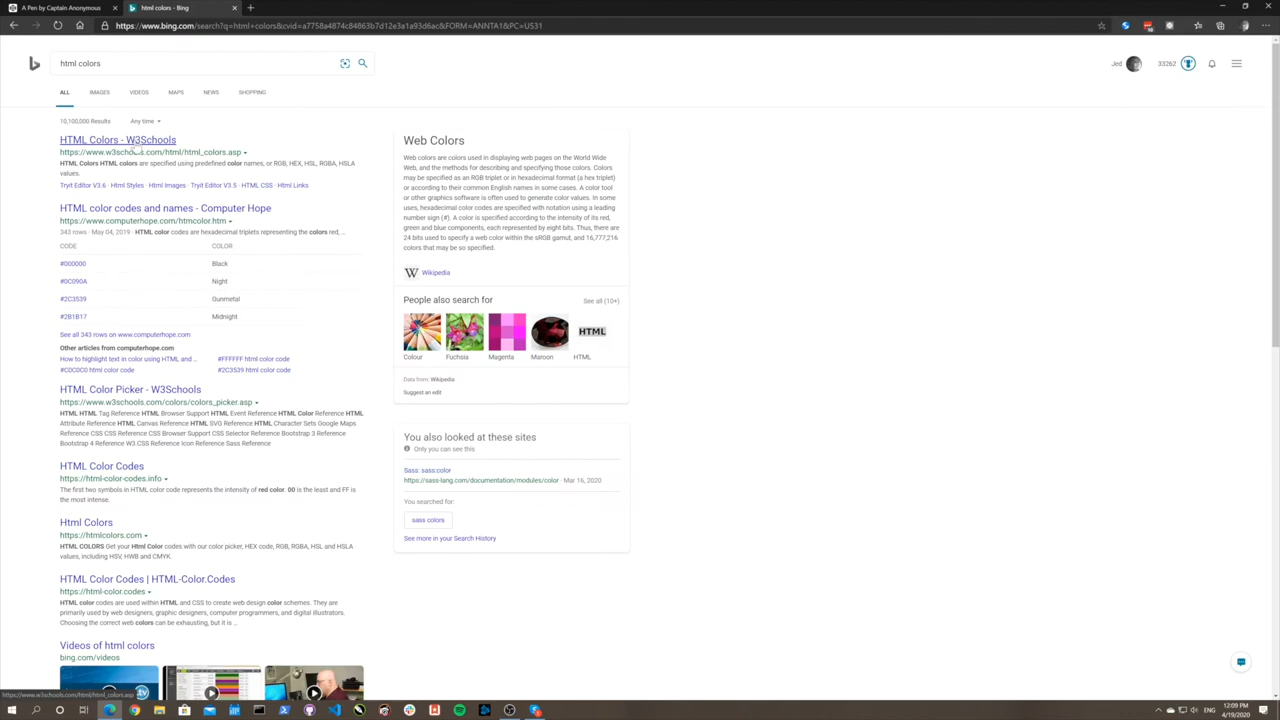 A Pen by Captain Anonymous
html colors - Bing
https://www.bing.com/search?q=html+colors&cvid=a7758a4874c84863b7d12e3a1a93d6ac&FORM=ANNTA1&PC=U531
html colors
Jed
33262
ALL
IMAGES
VIDEOS
MAPS
NEWS
SHOPPING
10,100,000 Results
Any time
HTML Colors - W3Schools
https://www.w3schools.com/html/html_colors.asp
HTML Colors HTML colors are specified using predefined color names, or RGB, HEX, HSL, RGBA, HSLA
values.
Tryit Editor V3.6 · Html Styles · Html Images · Tryit Editor V3.5 · HTML CSS · Html Links
HTML color codes and names - Computer Hope
https://www.computerhope.com/htmcolor.htm
343 rows · May 04, 2019 · HTML color codes are hexadecimal triplets representing the colors red, ...
CODE COLOR
#000000 Black
#0C090A Night
#2C3539 Gunmetal
#2B1B17 Midnight
See all 343 rows on www.computerhope.com
Other articles from computerhope.com
How to highlight text in color using HTML and ... #FFFFFF html color code
#C0C0C0 html color code #2C3539 html color code
HTML Color Picker - W3Schools
https://www.w3schools.com/colors/colors_picker.asp
HTML HTML Tag Reference HTML Browser Support HTML Event Reference HTML Color Reference HTML
Attribute Reference HTML Canvas Reference HTML SVG Reference HTML Character Sets Google Maps
Reference CSS CSS Reference CSS Browser Support CSS Selector Reference Bootstrap 3 Reference
Bootstrap 4 Reference W3.CSS Reference Icon Reference Sass Reference
HTML Color Codes
https://html-color-codes.info
The first two symbols in HTML color code represents the intensity of red color. 00 is the least and FF is
the most intense.
Html Colors
https://htmlcolors.com
HTML COLORS Get your Html Color codes with our color picker, HEX code, RGB, RGBA, HSL and HSLA
values, including HSV, HWB and CMYK.
HTML Color Codes | HTML-Color.Codes
https://html-color.codes
HTML color codes are used within HTML and CSS to create web design color schemes. They are
primarily used by web designers, graphic designers, computer programmers, and digital illustrators.
Choosing the correct web colors can be exhausting, but it is ...
Videos of html colors
bing.com/videos
Web Colors
Web colors are colors used in displaying web pages on the World Wide
Web, and the methods for describing and specifying those colors. Colors
may be specified as an RGB triplet or in hexadecimal format (a hex triplet)
or according to their common English names in some cases. A color tool
or other graphics software is often used to generate color values. In some
uses, hexadecimal color codes are specified with notation using a leading
number sign (#). A color is specified according to the intensity of its red,
green and blue components, each represented by eight bits. Thus, there are
24 bits used to specify a web color within the sRGB gamut, and 16,777,216
colors that may be so specified.
W Wikipedia
People also search for
See all (10+)
HTML
Colour
Fuchsia
Magenta
Maroon
HTML
Data from: Wikipedia
Suggest an edit
You also looked at these sites
Only you can see this
Sass: sass:color
https://sass-lang.com/documentation/modules/color · Mar 16, 2020
You searched for:
sass colors
See more in your Search History
https://www.w3schools.com/html/html_colors.asp
ENG
12:09 PM
4/19/2020